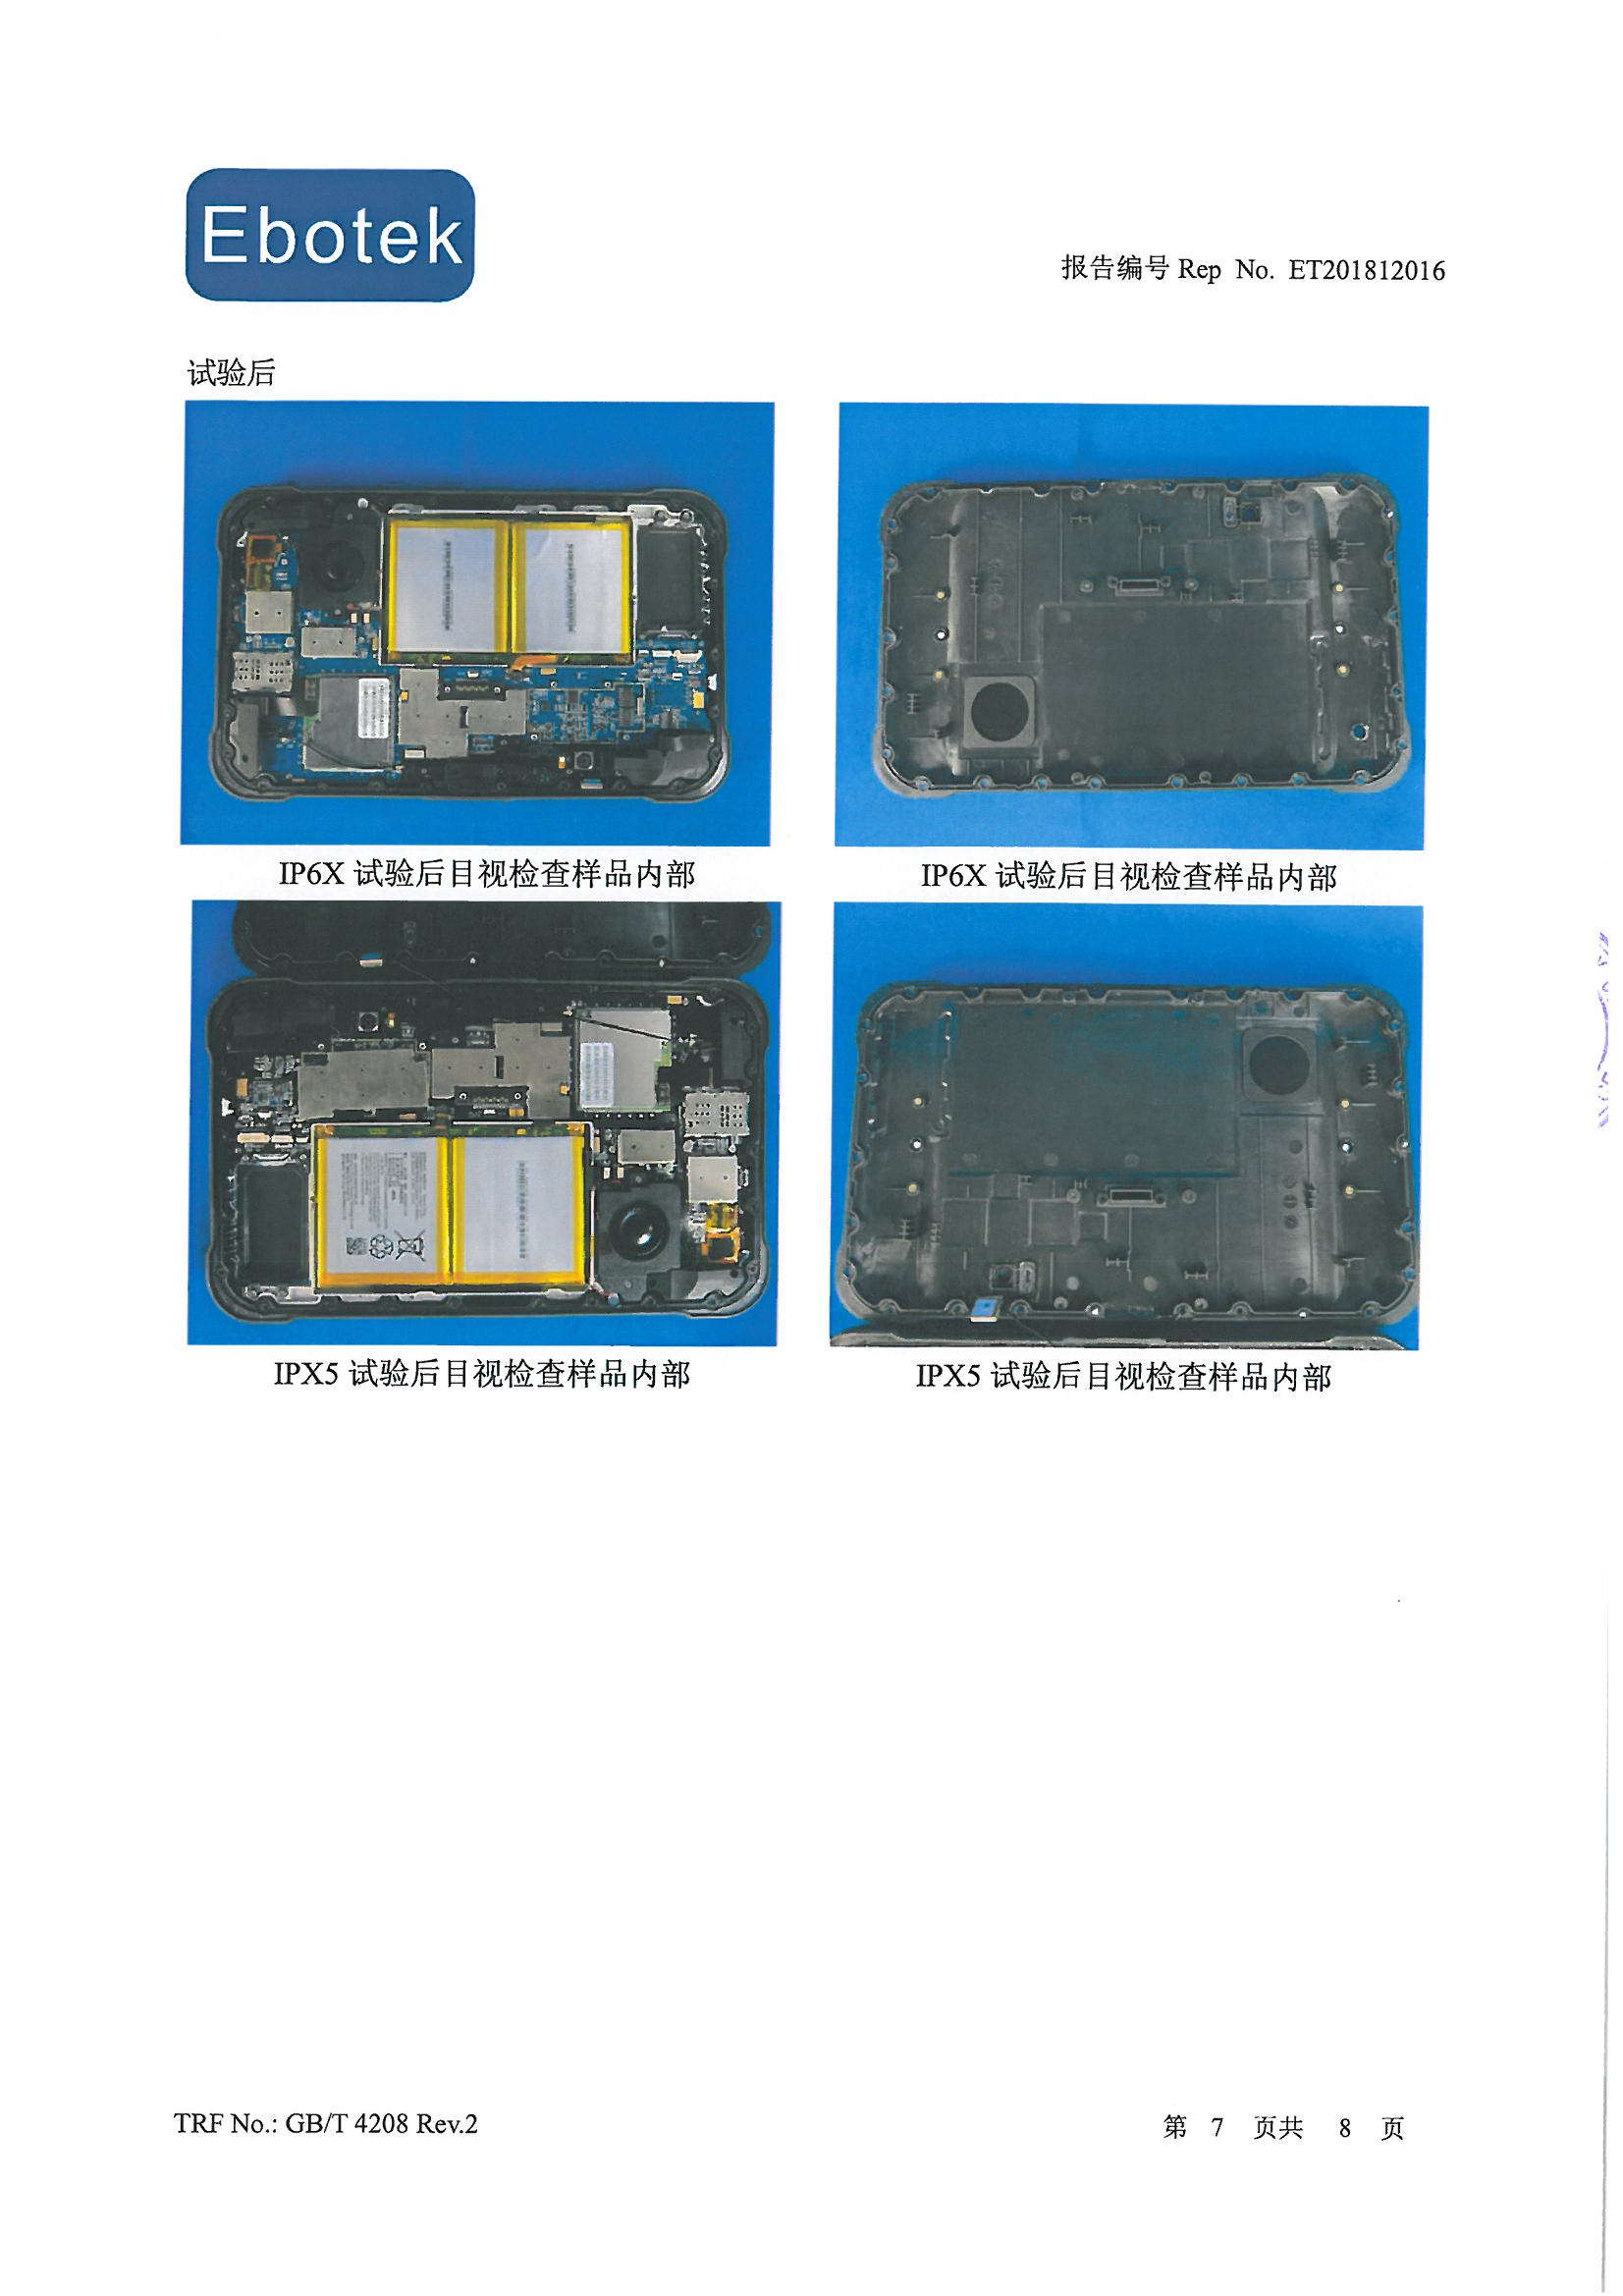 Ebotek
报告编号 Rep No. ET201812016
试验后
IP6X 试验后目视检查样品内部
IP6X 试验后目视检查样品内部
IPX5 试验后目视检查样品内部
IPX5 试验后目视检查样品内部
TRF No.: GB/T 4208 Rev.2
第 7 页共 8 页